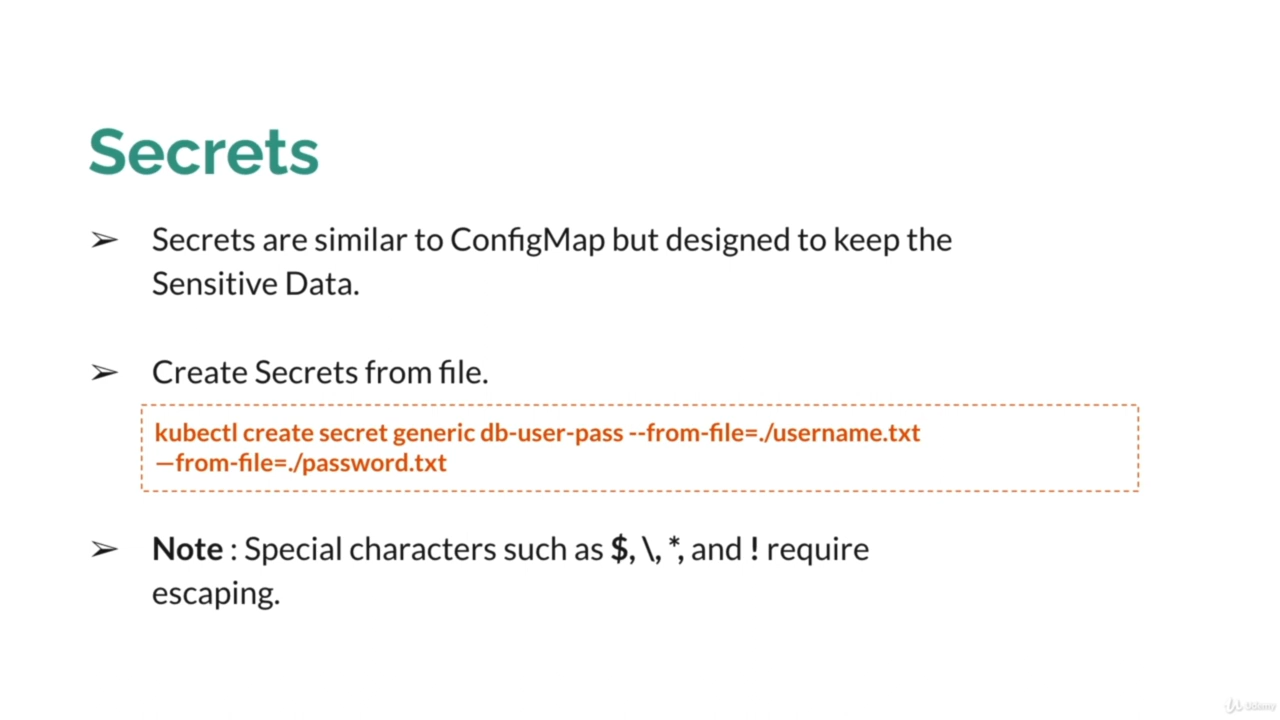 Secrets
➢ Secrets are similar to ConfigMap but designed to keep the
Sensitive Data.
➢ Create Secrets from file.
kubectl create secret generic db-user-pass --from-file=./username.txt
—from-file=./password.txt
➢ Note : Special characters such as $, \, *, and ! require
escaping.
Udemy